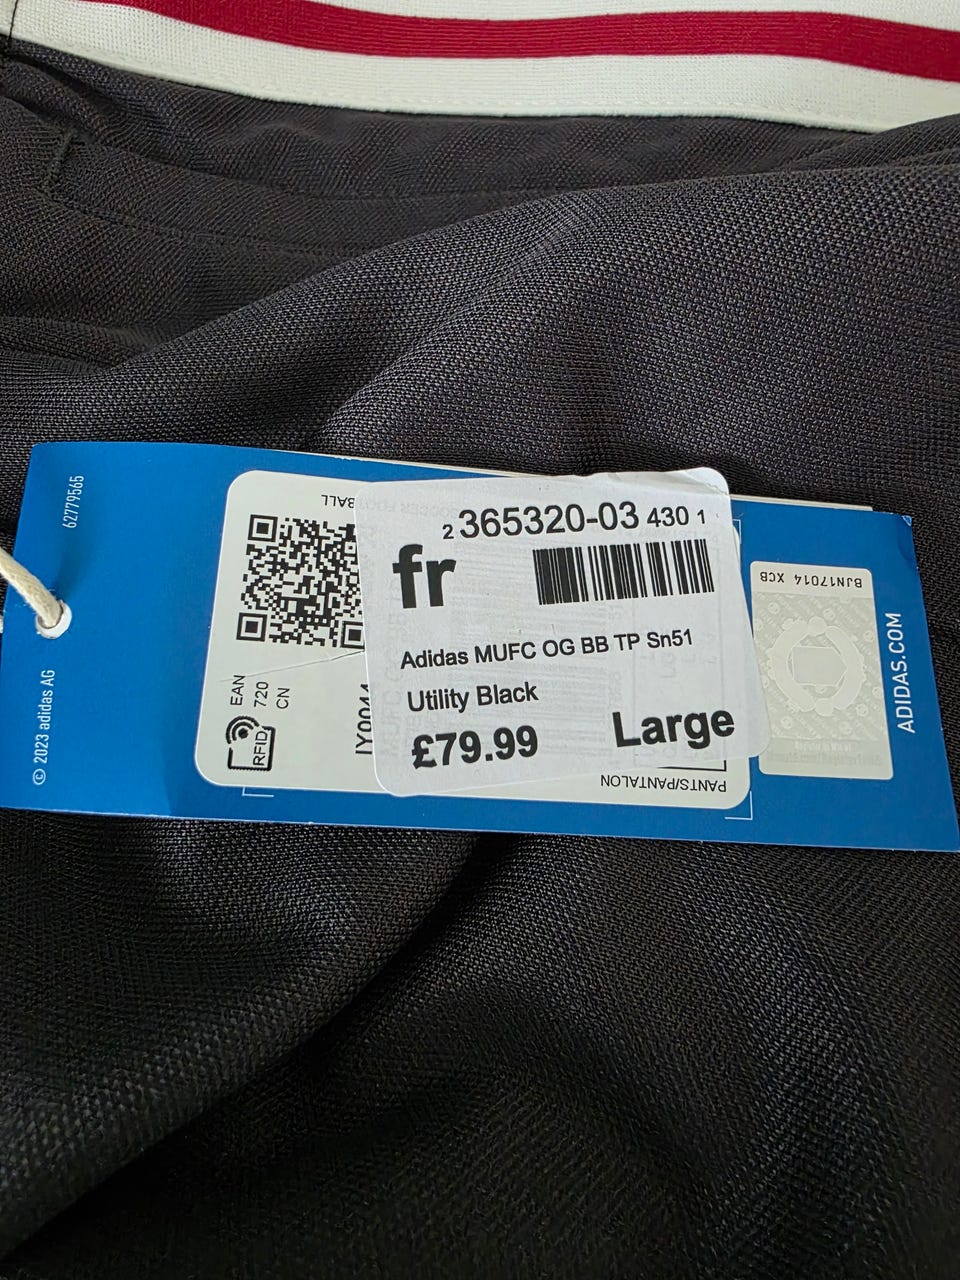 62779565
© 2023 adidas AG
BALL
EAN
720
CN
RFID
2 365320-03 430 1
fr
Adidas MUFC OG BB TP Sn51
Utility Black
£79.99
Large
PANTS/PANTALON
BJN17014 XCB
ADIDAS.COM